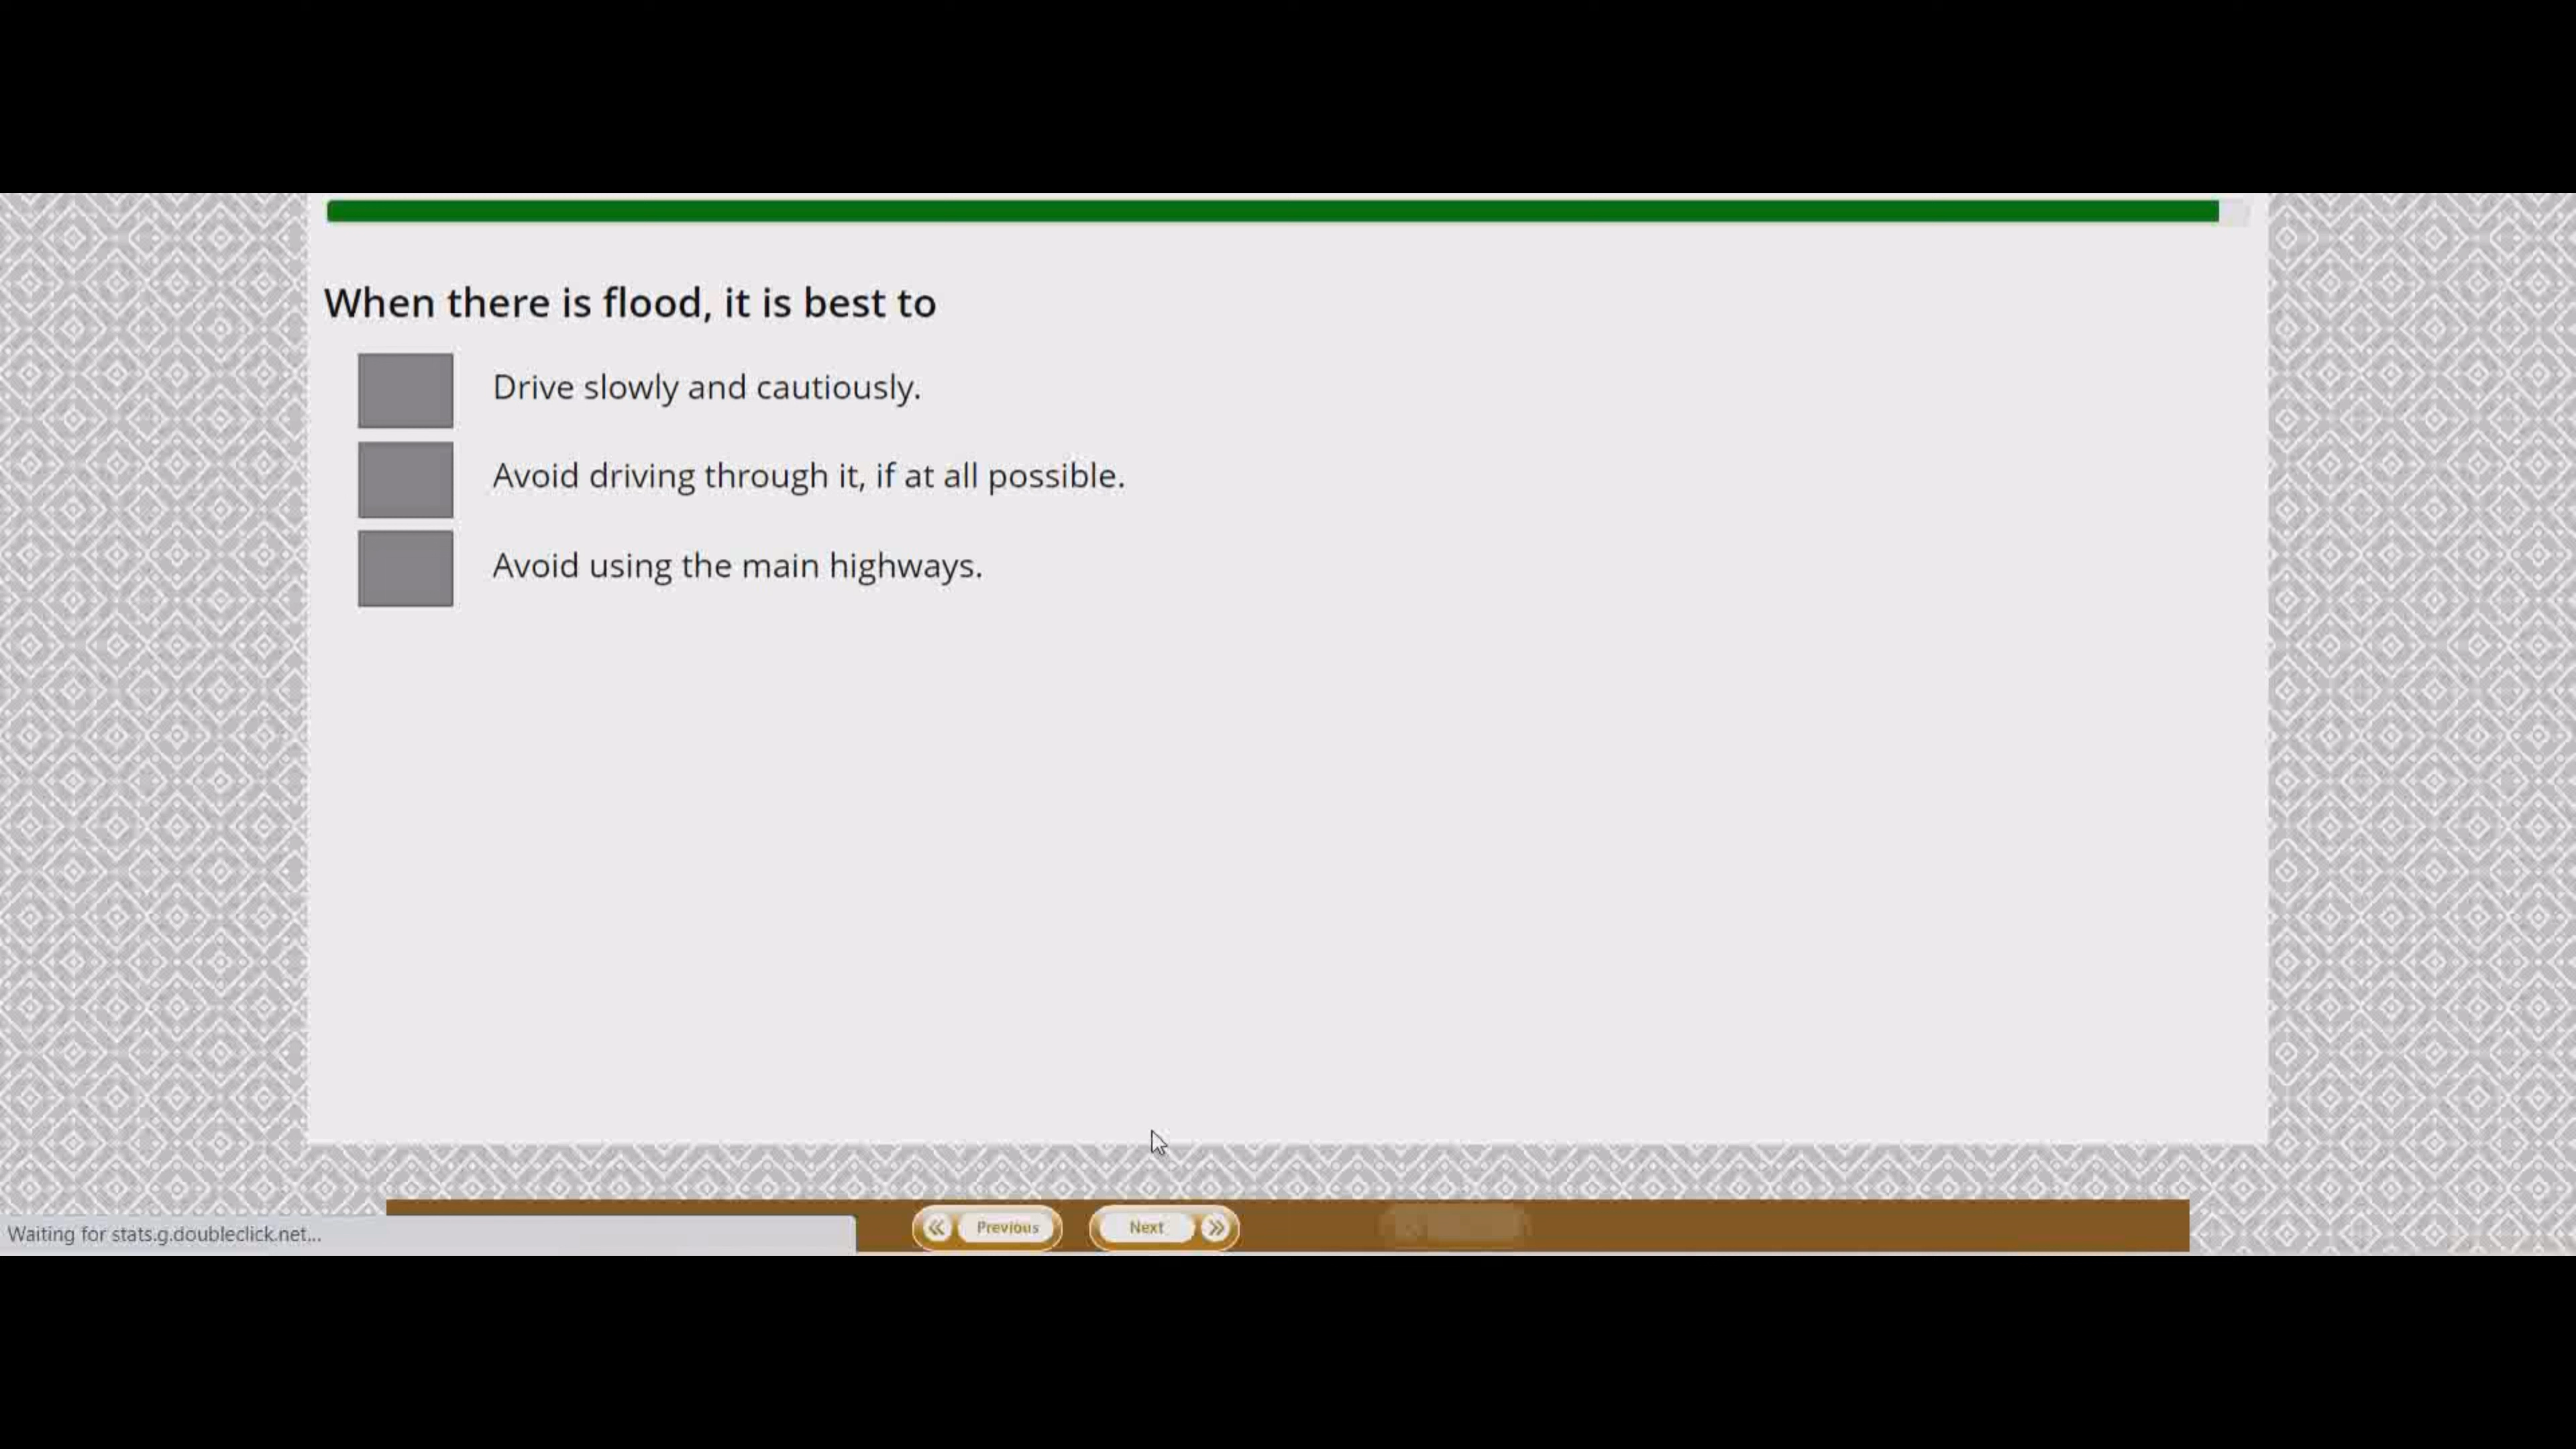 When there is flood, it is best to
Drive slowly and cautiously.
Avoid driving through it, if at all possible.
Avoid using the main highways.
Previous
Next
Waiting for stats.g.doubleclick.net...